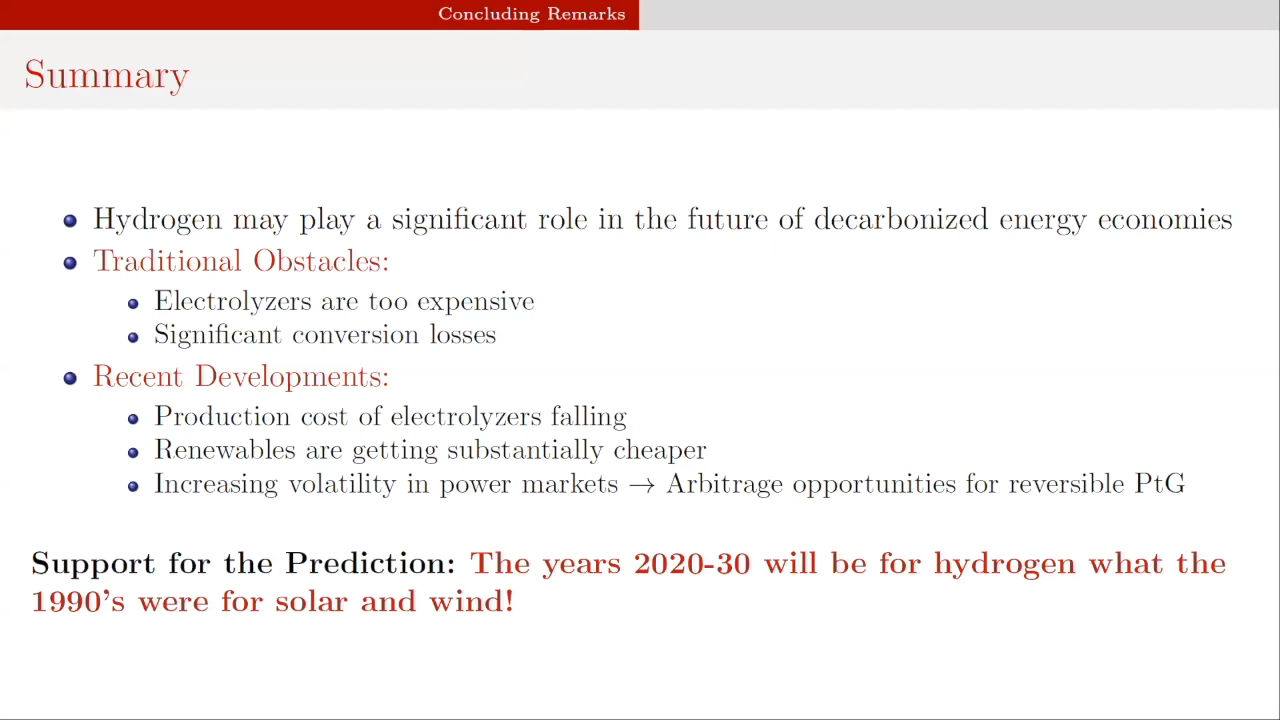 Concluding Remarks
Summary
Hydrogen may play a significant role in the future of decarbonized energy economies
Traditional Obstacles:
Electrolyzers are too expensive
Significant conversion losses
Recent Developments:
Production cost of electrolyzers falling
Renewables are getting substantially cheaper
Increasing volatility in power markets → Arbitrage opportunities for reversible PtG
Support for the Prediction: The years 2020-30 will be for hydrogen what the
1990's were for solar and wind!